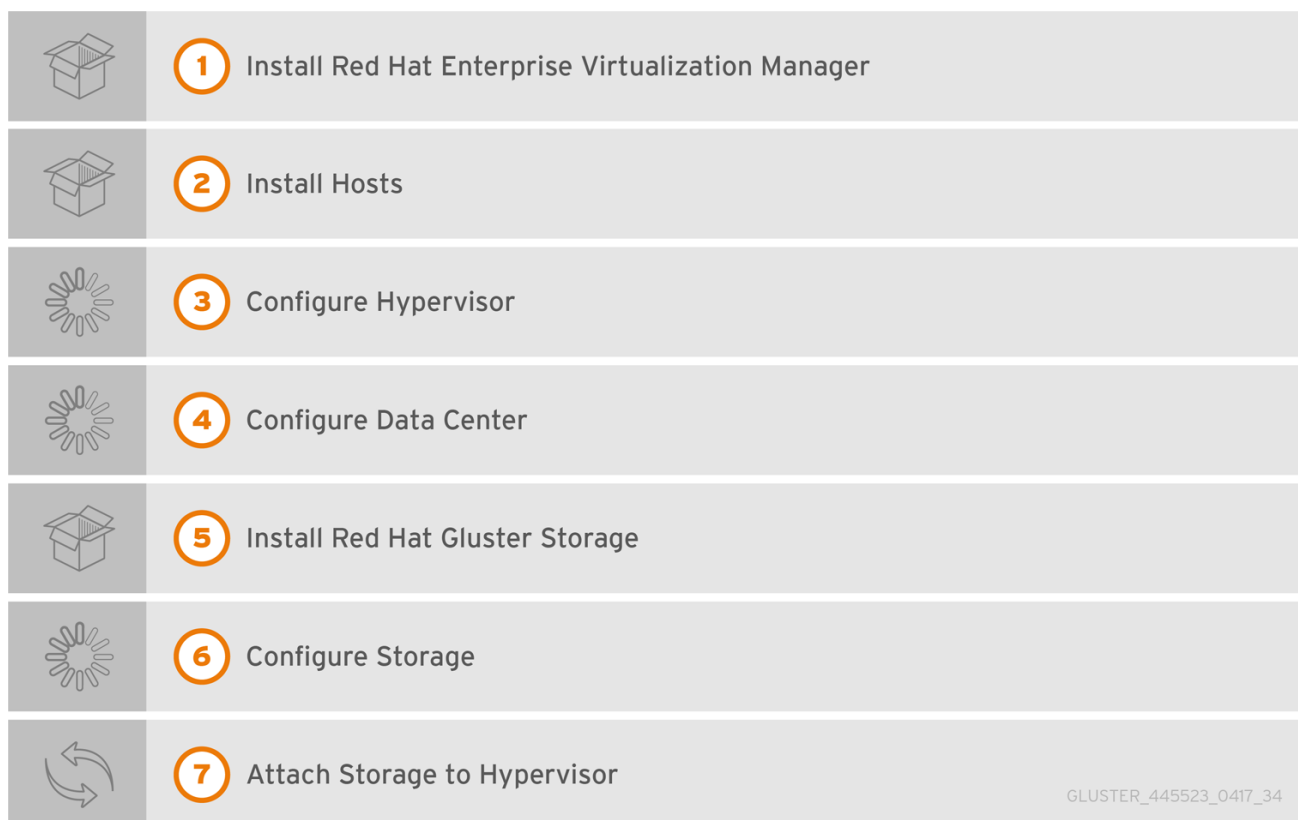 1 Install Red Hat Enterprise Virtualization Manager
2 Install Hosts
3 Configure Hypervisor
4 Configure Data Center
5 Install Red Hat Gluster Storage
6 Configure Storage
7 Attach Storage to Hypervisor
GLUSTER_445523_0417_34